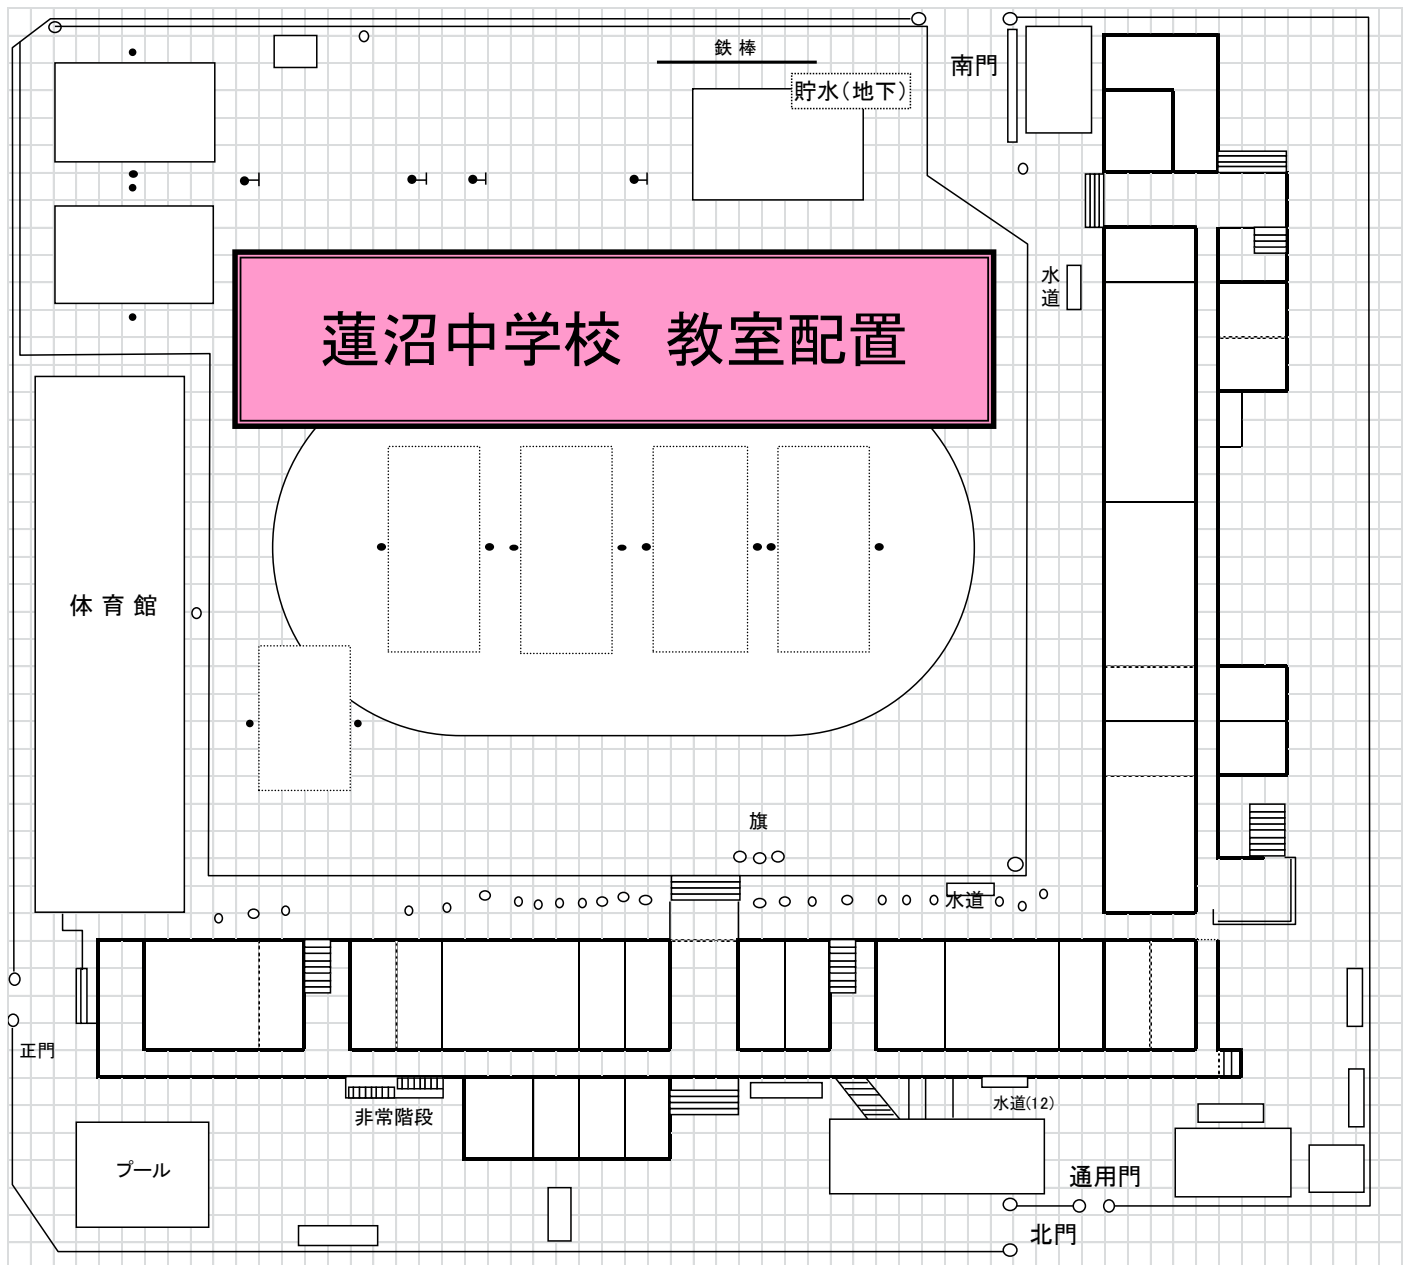 鉄棒
南門
貯水（地下）
水道
蓮沼中学校　教室配置
体育館
旗
水道
正門
非常階段
水道(12)
プール
通用門
北門